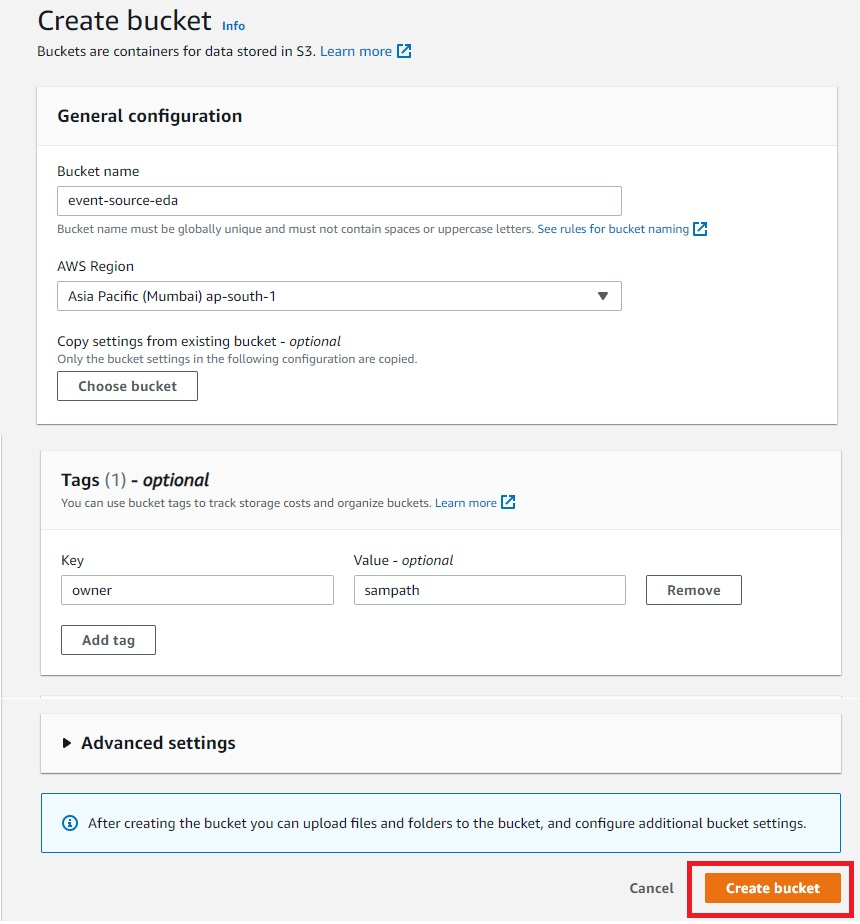 Create bucket Info
Buckets are containers for data stored in S3. Learn more
General configuration
Bucket name
event-source-eda
Bucket name must be globally unique and must not contain spaces or uppercase letters. See rules for bucket naming
AWS Region
Asia Pacific (Mumbai) ap-south-1
Copy settings from existing bucket - optional
Only the bucket settings in the following configuration are copied.
Choose bucket
Tags (1) - optional
You can use bucket tags to track storage costs and organize buckets. Learn more
Key Value - optional
owner sampath Remove
Add tag
Advanced settings
After creating the bucket you can upload files and folders to the bucket, and configure additional bucket settings.
Cancel Create bucket